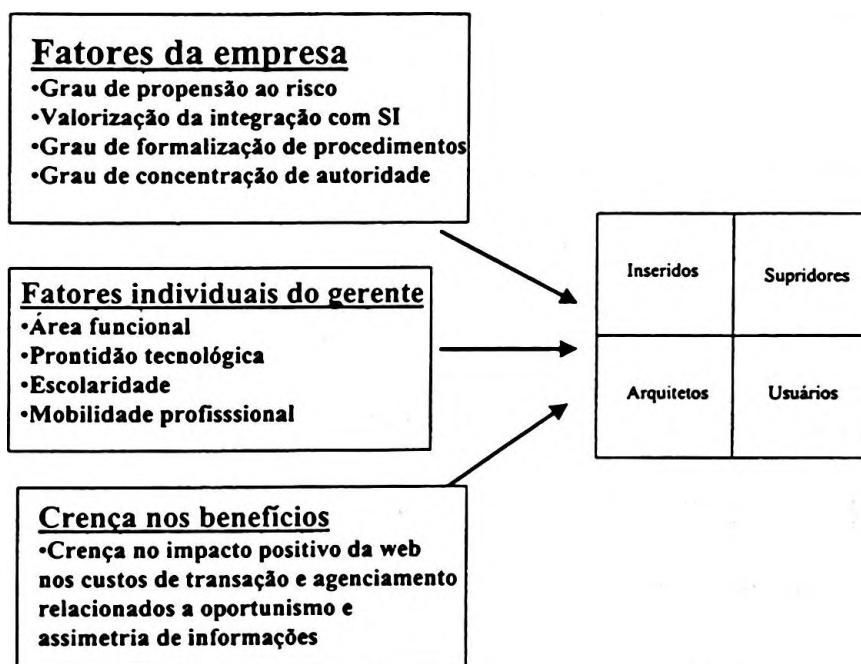 Fatores da empresa
•Grau de propensão ao risco
•Valorização da integração com SI
•Grau de formalização de procedimentos
•Grau de concentração de autoridade
Fatores individuais do gerente
•Área funcional
•Prontidão tecnológica
•Escolaridade
•Mobilidade profisssional
Crença nos benefícios
•Crença no impacto positivo da web
nos custos de transação e agenciamento
relacionados a oportunismo e
assimetria de informações
Inseridos
Supridores
Arquitetos
Usuários